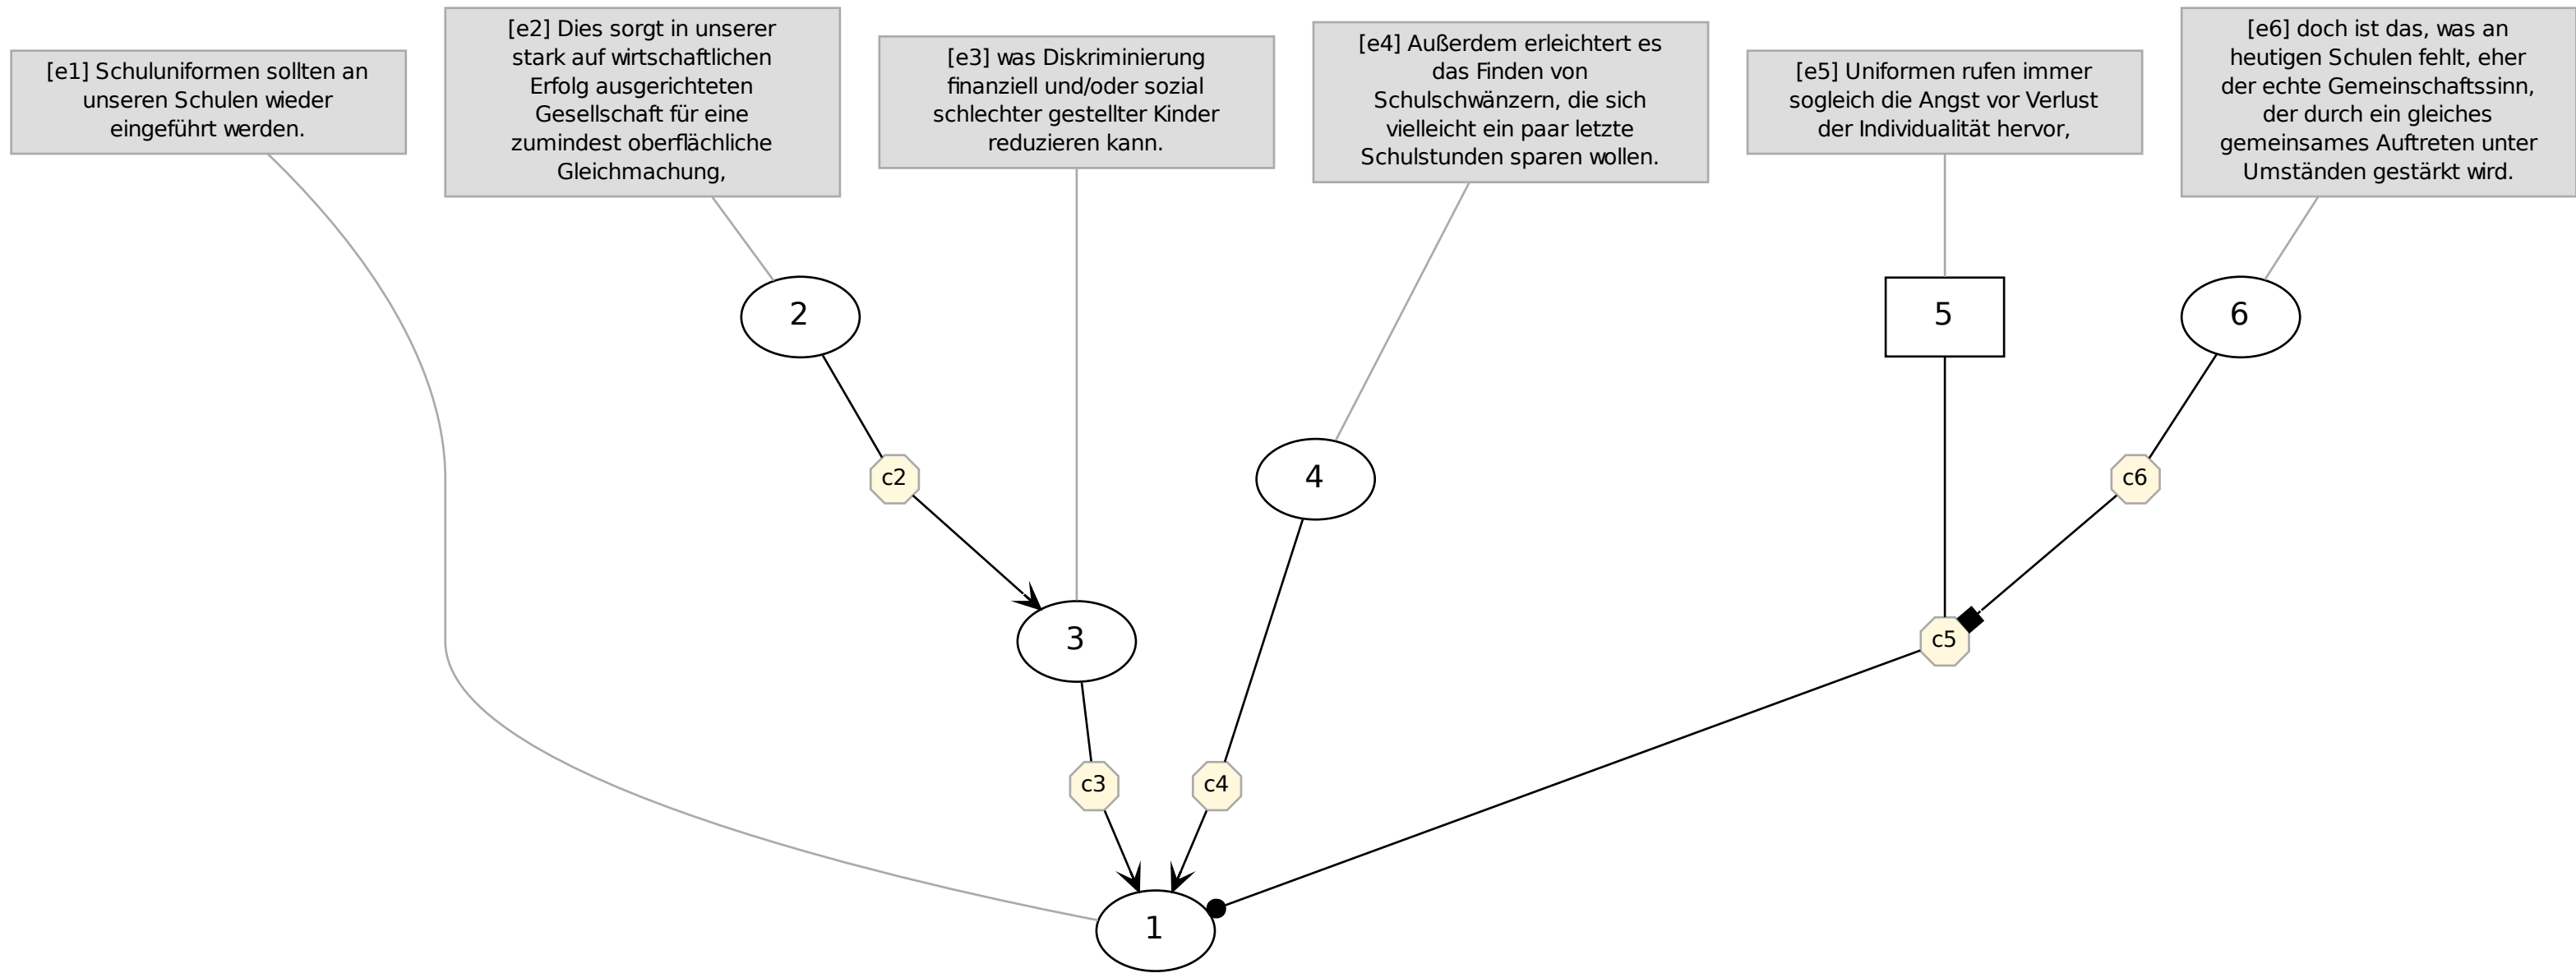 [e1] Schuluniformen sollten an
unseren Schulen wieder
eingeführt werden.
[e2] Dies sorgt in unserer
stark auf wirtschaftlichen
Erfolg ausgerichteten
Gesellschaft für eine
zumindest oberflächliche
Gleichmachung,
[e3] was Diskriminierung
finanziell und/oder sozial
schlechter gestellter Kinder
reduzieren kann.
[e4] Außerdem erleichtert es
das Finden von
Schulschwänzern, die sich
vielleicht ein paar letzte
Schulstunden sparen wollen.
[e5] Uniformen rufen immer
sogleich die Angst vor Verlust
der Individualität hervor,
[e6] doch ist das, was an
heutigen Schulen fehlt, eher
der echte Gemeinschaftssinn,
der durch ein gleiches
gemeinsames Auftreten unter
Umständen gestärkt wird.
2
5
6
c2
4
c6
3
c5
c3
c4
1